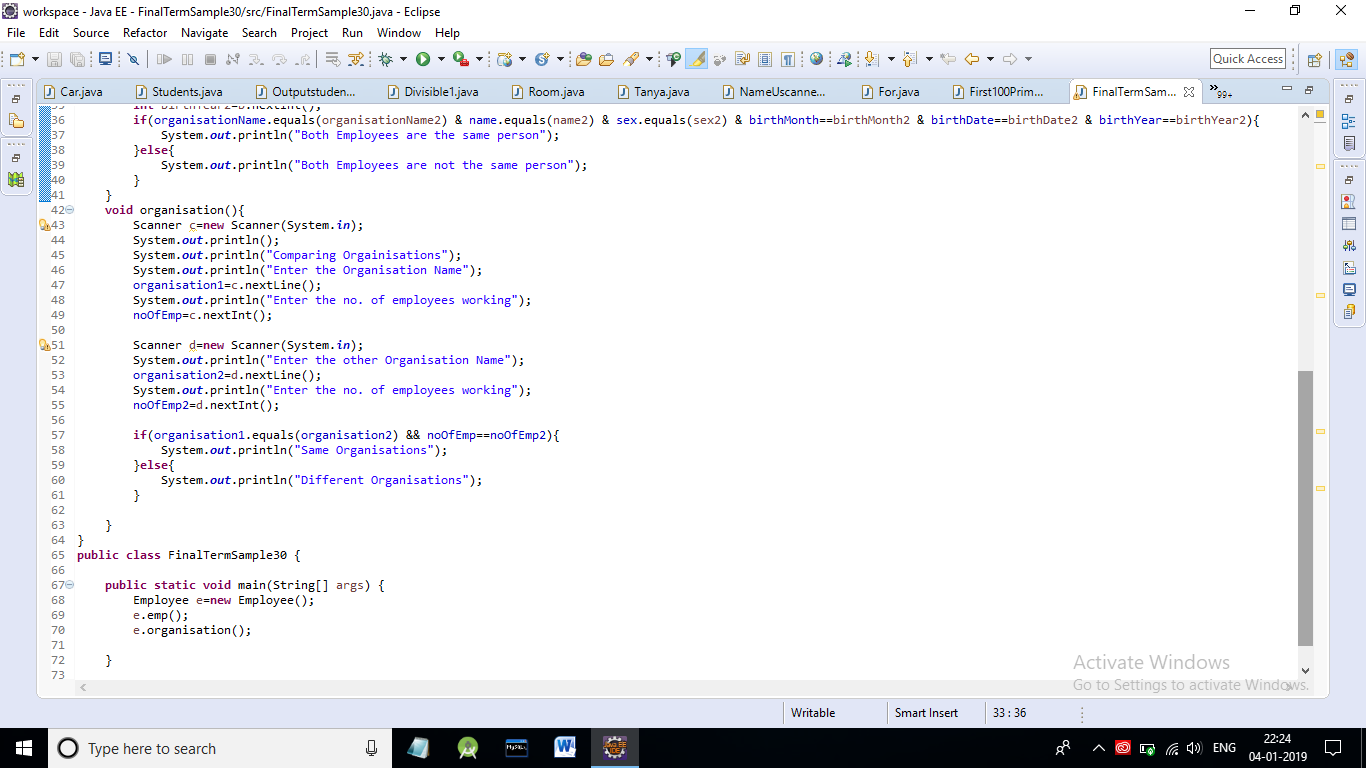 workspace - Java EE - FinalTermSample30/src/FinalTermSample30.java - Eclipse
File Edit Source Refactor Navigate Search Project Run Window Help
Quick Access
Car.java Students.java Outputstuden... Divisible1.java Room.java Tanya.java NameUscanne... For.java First100Prim... FinalTermSam... »99+
35 int birthYear2=b.nextInt();
36 if(organisationName.equals(organisationName2) & name.equals(name2) & sex.equals(sex2) & birthMonth==birthMonth2 & birthDate==birthDate2 & birthYear==birthYear2){
37 System.out.println("Both Employees are the same person");
38 }else{
39 System.out.println("Both Employees are not the same person");
40 }
41 }
42 void organisation(){
43 Scanner c=new Scanner(System.in);
44 System.out.println();
45 System.out.println("Comparing Orgainisations");
46 System.out.println("Enter the Organisation Name");
47 organisation1=c.nextLine();
48 System.out.println("Enter the no. of employees working");
49 noOfEmp=c.nextInt();
50
51 Scanner d=new Scanner(System.in);
52 System.out.println("Enter the other Organisation Name");
53 organisation2=d.nextLine();
54 System.out.println("Enter the no. of employees working");
55 noOfEmp2=d.nextInt();
56
57 if(organisation1.equals(organisation2) && noOfEmp==noOfEmp2){
58 System.out.println("Same Organisations");
59 }else{
60 System.out.println("Different Organisations");
61 }
62
63 }
64 }
65 public class FinalTermSample30 {
66
67 public static void main(String[] args) {
68 Employee e=new Employee();
69 e.emp();
70 e.organisation();
71
72 }
73
Activate Windows
Go to Settings to activate Windows.
Writable Smart Insert 33 : 36
Type here to search
MySQL
JAVA EE IDE
ENG
22:24
04-01-2019